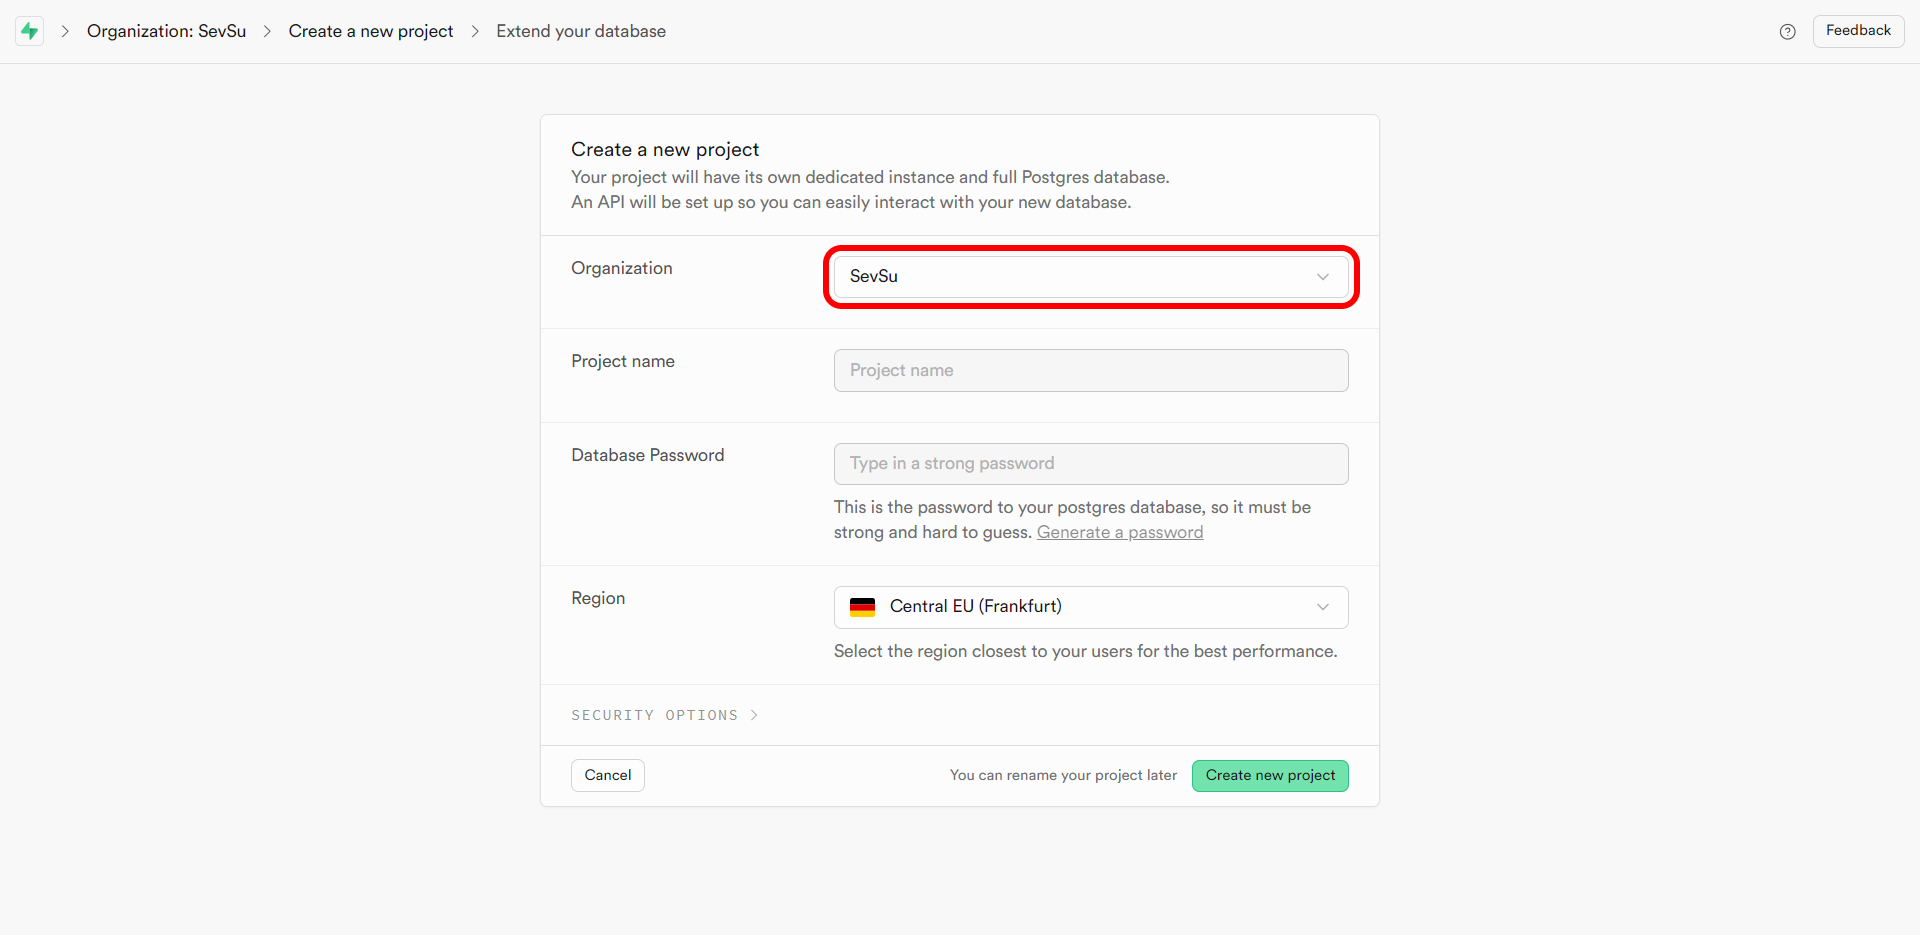 Organization: SevSu
Create a new project
Extend your database
Feedback
Create a new project
Your project will have its own dedicated instance and full Postgres database.
An API will be set up so you can easily interact with your new database.
Organization
SevSu
Project name
Project name
Database Password
Type in a strong password
This is the password to your postgres database, so it must be
strong and hard to guess. Generate a password
Region
Central EU (Frankfurt)
Select the region closest to your users for the best performance.
SECURITY OPTIONS
Cancel
You can rename your project later
Create new project